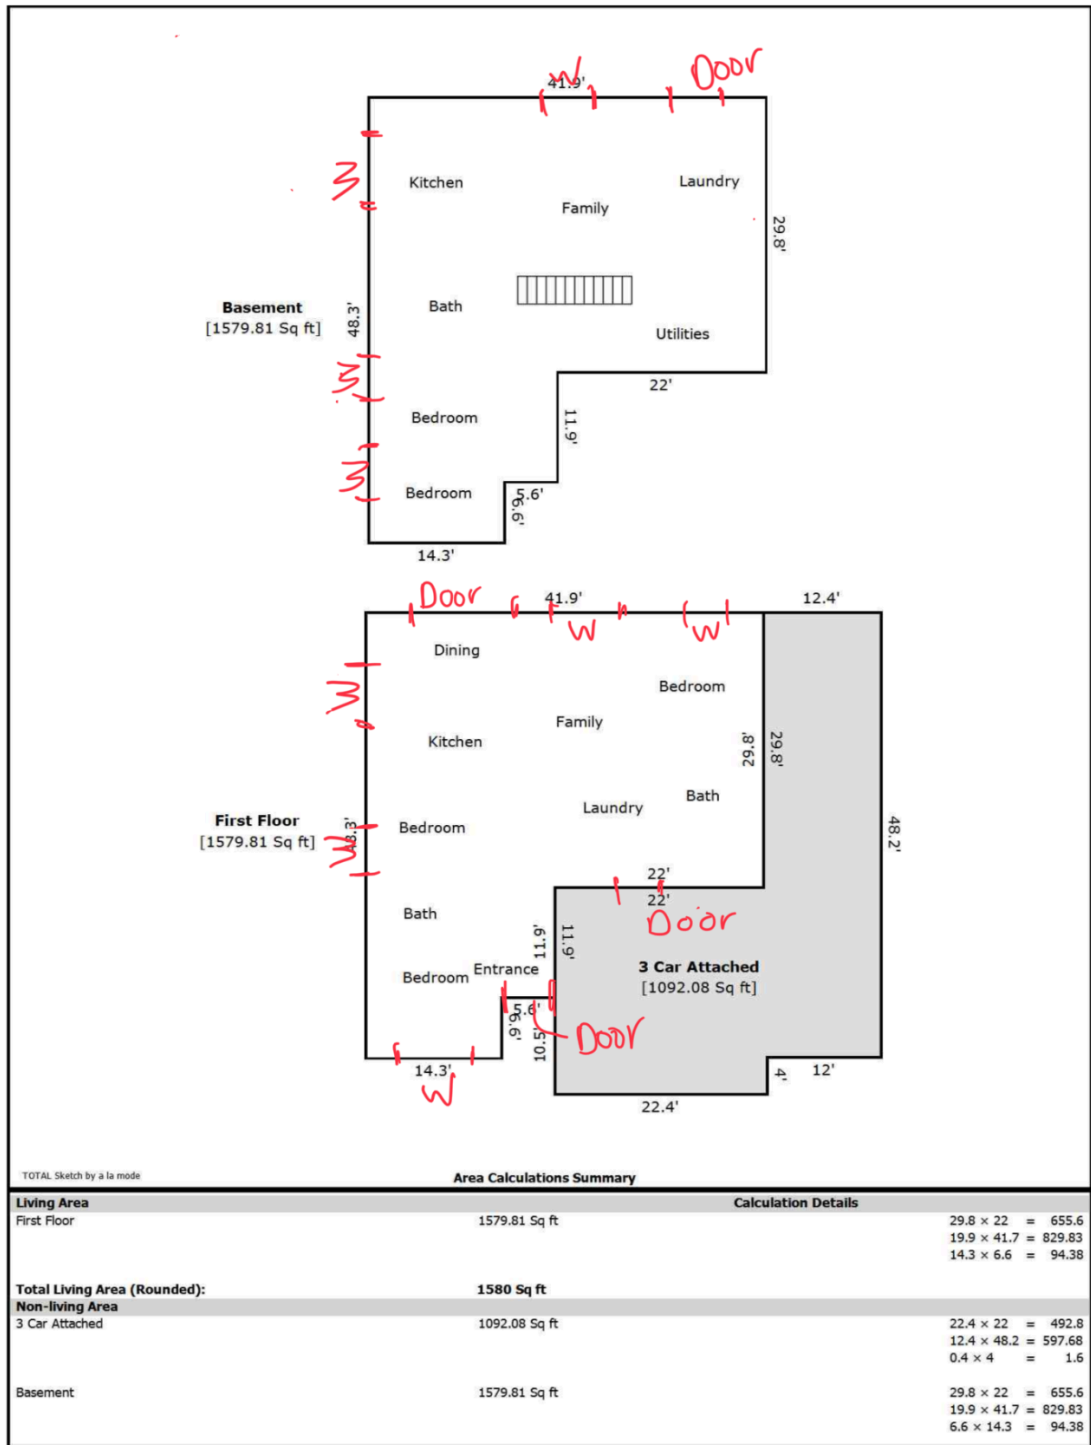 W
41.9'
Door
W
Kitchen
Laundry
Family
29.8'
Basement
[1579.81 Sq ft]
48.3'
Bath
Utilities
W
22'
Bedroom
11.9'
W
Bedroom
5.6'
6.6'
14.3'
Door
41.9'
12.4'
W
W
Dining
W
Bedroom
Family
Kitchen
29.8'
29.8'
Bath
Laundry
First Floor
[1579.81 Sq ft]
48.3'
Bedroom
W
48.2'
22'
22'
Door
Bath
11.9'
11.9'
3 Car Attached
[1092.08 Sq ft]
Entrance
Bedroom
5.6'
6.6'
10.5'
Door
14.3'
W
4'
12'
22.4'
TOTAL Sketch by a la mode
Area Calculations Summary
Living Area Calculation Details
First Floor 1579.81 Sq ft 29.8 × 22 = 655.6
19.9 × 41.7 = 829.83
14.3 × 6.6 = 94.38
Total Living Area (Rounded): 1580 Sq ft
Non-living Area
3 Car Attached 1092.08 Sq ft 22.4 × 22 = 492.8
12.4 × 48.2 = 597.68
0.4 × 4 = 1.6
Basement 1579.81 Sq ft 29.8 × 22 = 655.6
19.9 × 41.7 = 829.83
6.6 × 14.3 = 94.38